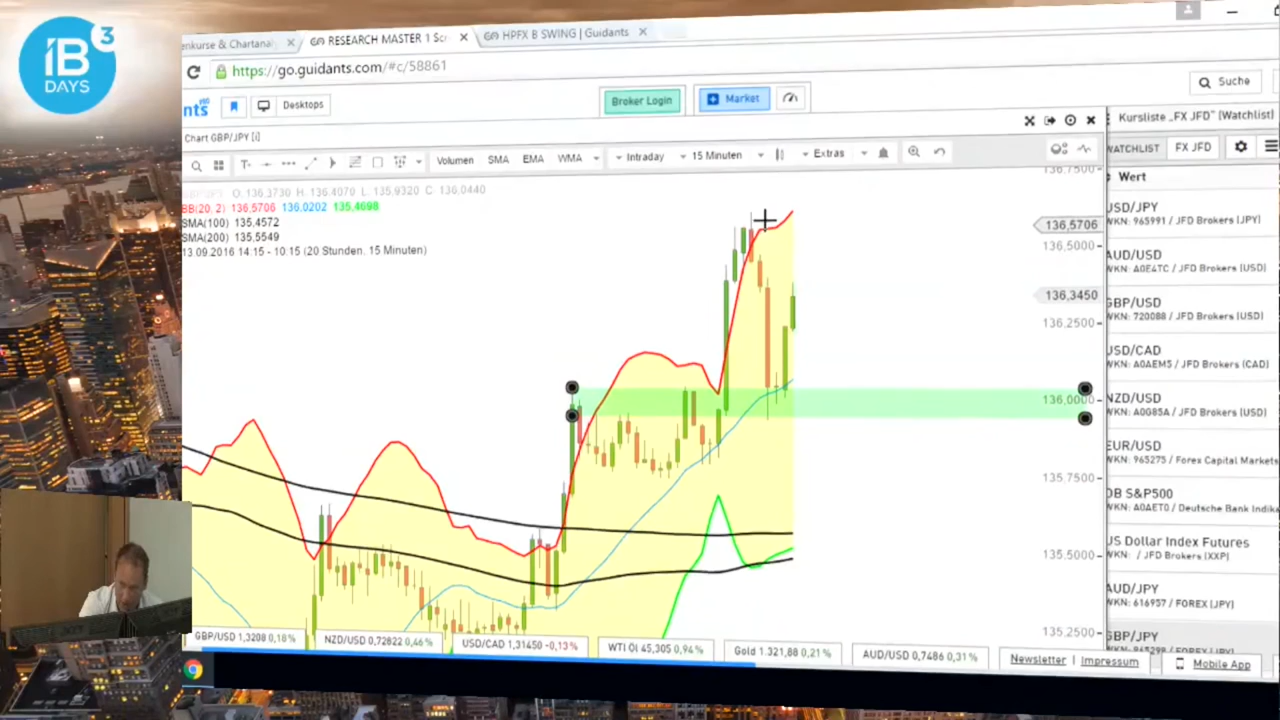 iB 3
DAYS
enkurse & Chartanal
RESEARCH MASTER 1 Scr
HPFX B SWING | Guidants
https://go.guidants.com/#c/58861
nts PRO
Desktops
Broker Login
Market
Suche
Chart GBP/JPY [i]
Kursliste „FX JFD" (Watchlist)
Volumen SMA EMA WMA Intraday 15 Minuten Extras
WATCHLIST FX JFD
Wert
GBP/JPY O: 136,3730 H: 136,4070 L: 135,9320 C: 136,0440
BB(20, 2) 136,5706 136,0202 135,4698
SMA(100) 135,4572
SMA(200) 135,5549
13.09.2016 14:15 - 10:15 (20 Stunden, 15 Minuten)
136,7500
136,5706
136,5000
136,3450
136,2500
136,0000
135,7500
135,5000
135,2500
USD/JPY
WKN: 965991 / JFD Brokers (JPY)
AUD/USD
WKN: A0E4TC / JFD Brokers (USD)
GBP/USD
WKN: 720088 / JFD Brokers (USD)
USD/CAD
WKN: A0AEM5 / JFD Brokers (CAD)
NZD/USD
WKN: A0G85A / JFD Brokers (USD)
EUR/USD
WKN: 965275 / Forex Capital Markets
DB S&P500
WKN: A0AET0 / Deutsche Bank Indika
US Dollar Index Futures
WKN: / JFD Brokers (XXP)
AUD/JPY
WKN: 616957 / FOREX (JPY)
GBP/JPY
GBP/USD 1,3208 0,18%
NZD/USD 0,72822 0,46%
USD/CAD 1,31450 -0,13%
WTI Öl 45,305 0,94%
Gold 1.321,88 0,21%
AUD/USD 0,7486 0,31%
Newsletter | Impressum
Mobile App